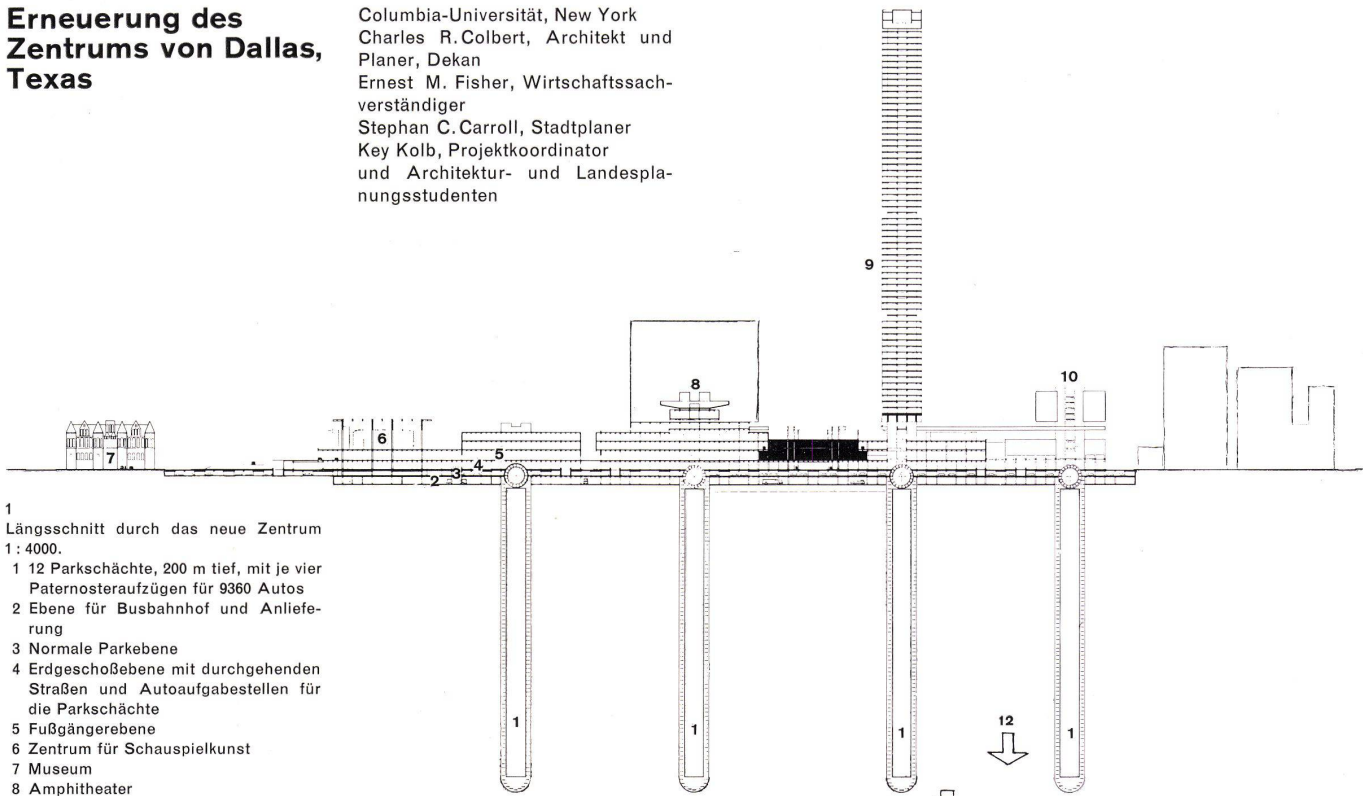 Erneuerung des
Zentrums von Dallas,
Texas
Columbia-Universität, New York
Charles R. Colbert, Architekt und
Planer, Dekan
Ernest M. Fisher, Wirtschaftssach-
verständiger
Stephan C. Carroll, Stadtplaner
Key Kolb, Projektkoordinator
und Architektur- und Landespla-
nungsstudenten
9
8
10
6
7
5
4
3
2
1
1
1
1
12
1
Längsschnitt durch das neue Zentrum
1 : 4000.
1 12 Parkschächte, 200 m tief, mit je vier
Paternosteraufzügen für 9360 Autos
2 Ebene für Busbahnhof und Anliefe-
rung
3 Normale Parkebene
4 Erdgeschoßebene mit durchgehenden
Straßen und Autoaufgabestellen für
die Parkschächte
5 Fußgängerebene
6 Zentrum für Schauspielkunst
7 Museum
8 Amphitheater